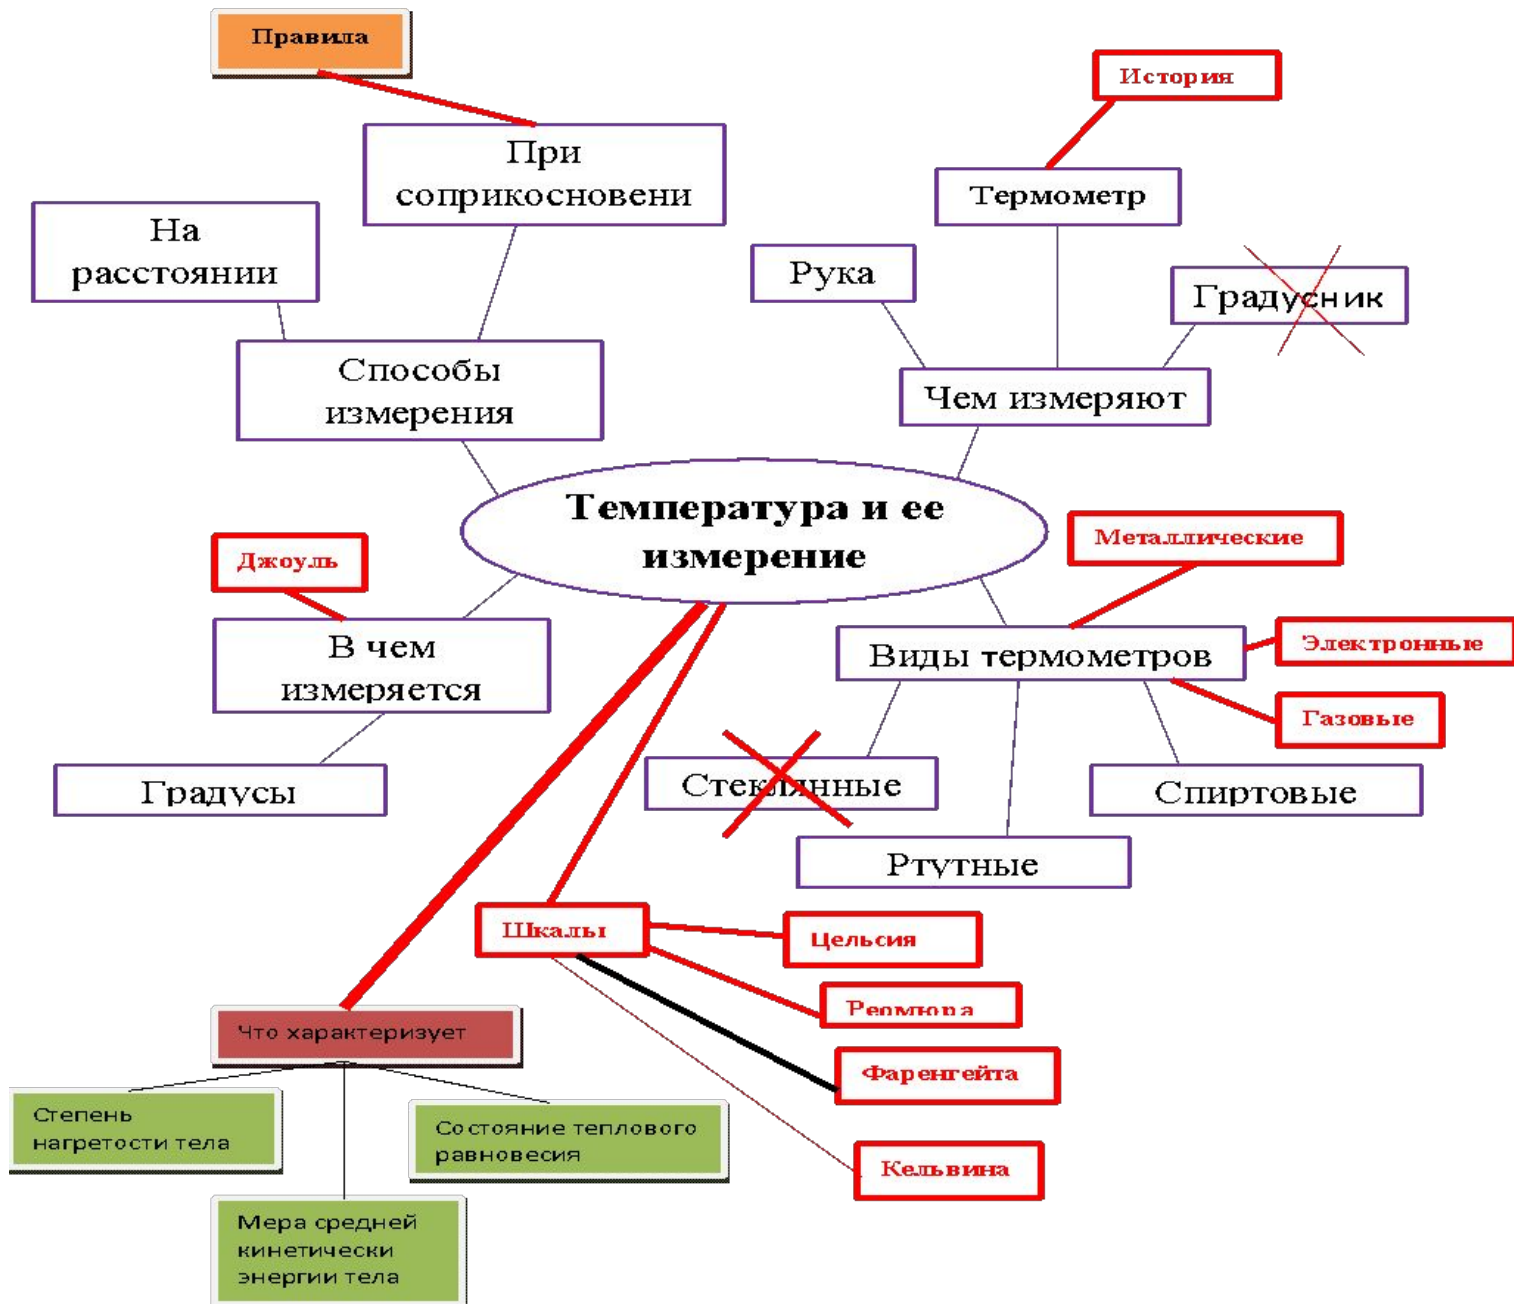 Правила
История
При
соприкосновени
Термометр
На
расстоянии
Рука
Градусник
Способы
измерения
Чем измеряют
Температура и ее
измерение
Джоуль
Металлические
В чем
измеряется
Виды термометров
Электронные
Газовые
Градусы
Стеклянные
Спиртовые
Ртутные
Шкалы
Цельсия
Реомюра
Что характеризует
Фаренгейта
Степень
нагретости тела
Состояние теплового
равновесия
Кельвина
Мера средней
кинетически
энергии тела